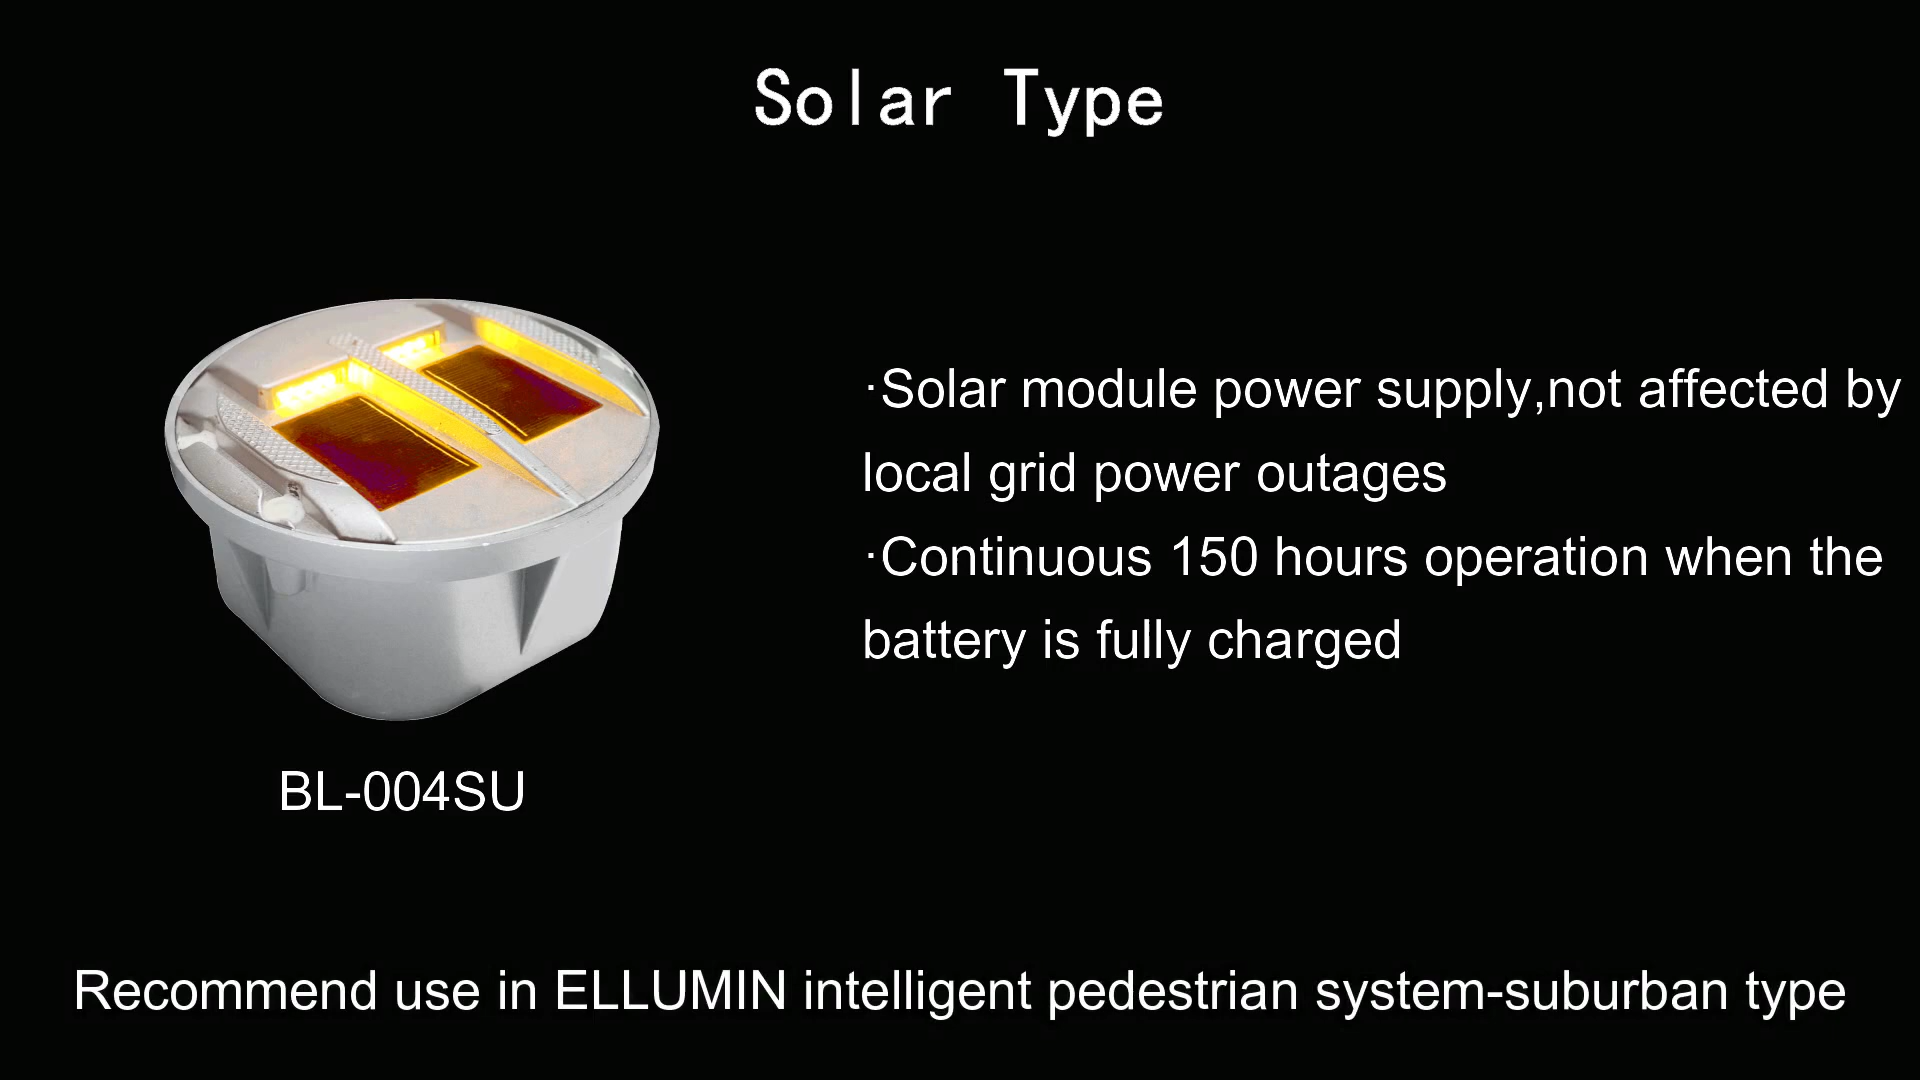 Solar Type
·Solar module power supply,not affected by
local grid power outages
·Continuous 150 hours operation when the
battery is fully charged
BL-004SU
Recommend use in ELLUMIN intelligent pedestrian system-suburban type